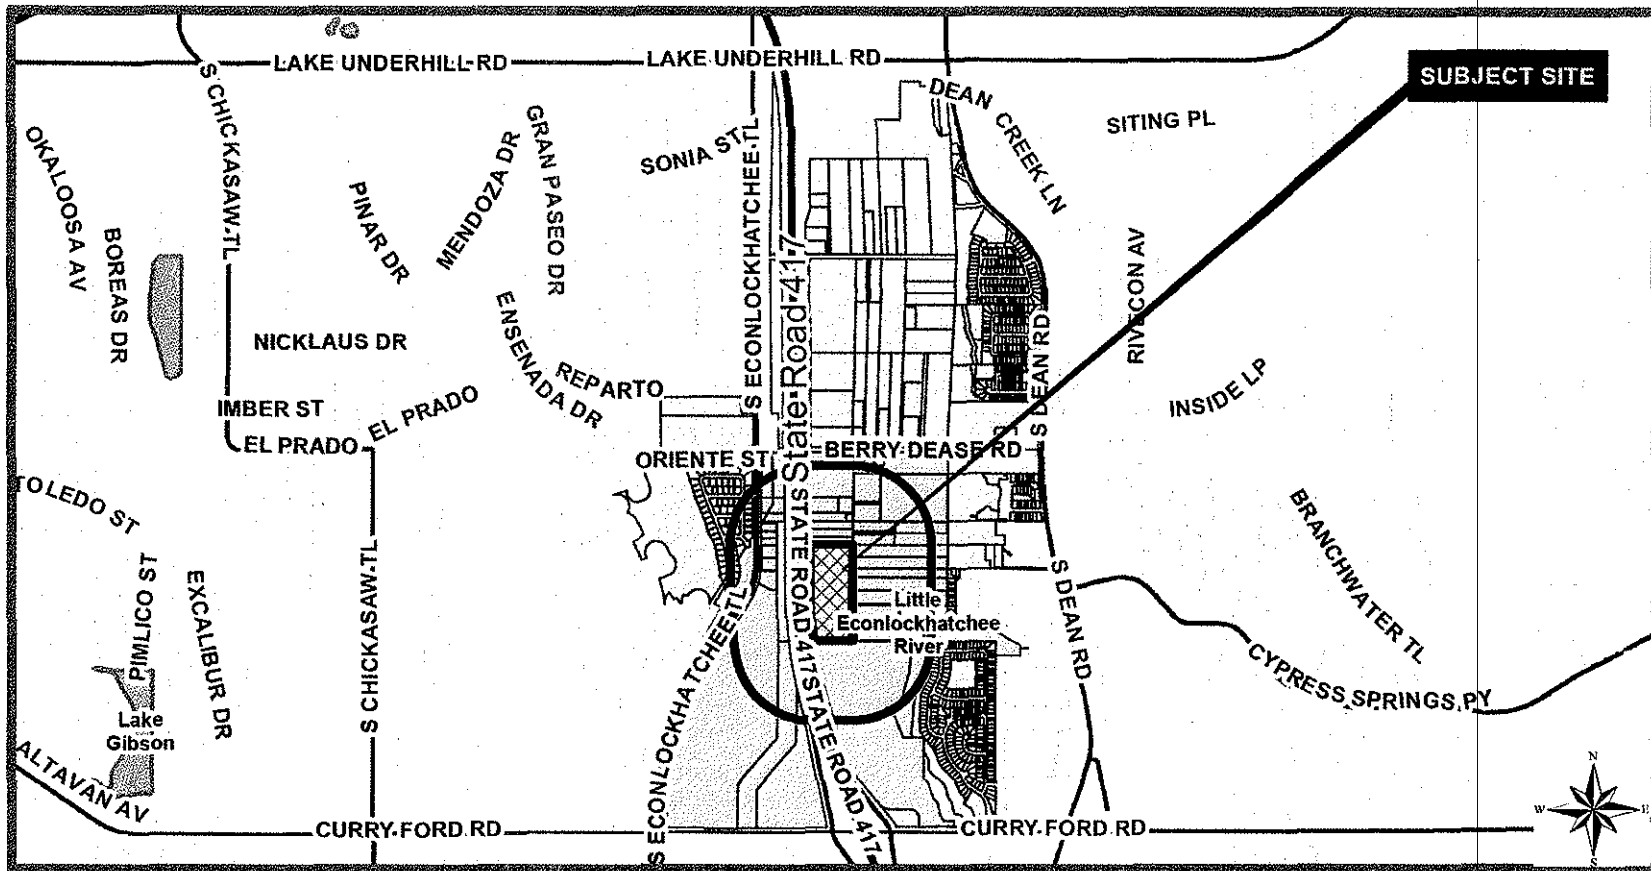 LAKE UNDERHILL RD
LAKE UNDERHILL RD
SUBJECT SITE
S CHICKASAW TL
DEAN
CREEK LN
SITING PL
OKALOOSA AV
BOREAS DR
PINAR DR
MENDOZA DR
GRAN PASEO DR
SONIA ST
S ECONLOCKHATCHEE TL
State Road 417
RIVECON AV
S DEAN RD
NICKLAUS DR
ENSENADA DR
REPARTO
INSIDE LP
IMBER ST
EL PRADO
EL PRADO
ORIENTE ST
BERRY DEASE RD
TOLEDO ST
PIMLICO ST
EXCALIBUR DR
S CHICKASAW TL
STATE ROAD 417
STATE ROAD 417
S ECONLOCKHATCHEE TL
Little
Econlockhatchee
River
S DEAN RD
BRANCHWATER TL
CYPRESS SPRINGS PY
Lake
Gibson
ALTAVAN AV
CURRY FORD RD
CURRY FORD RD
N
W
E
S